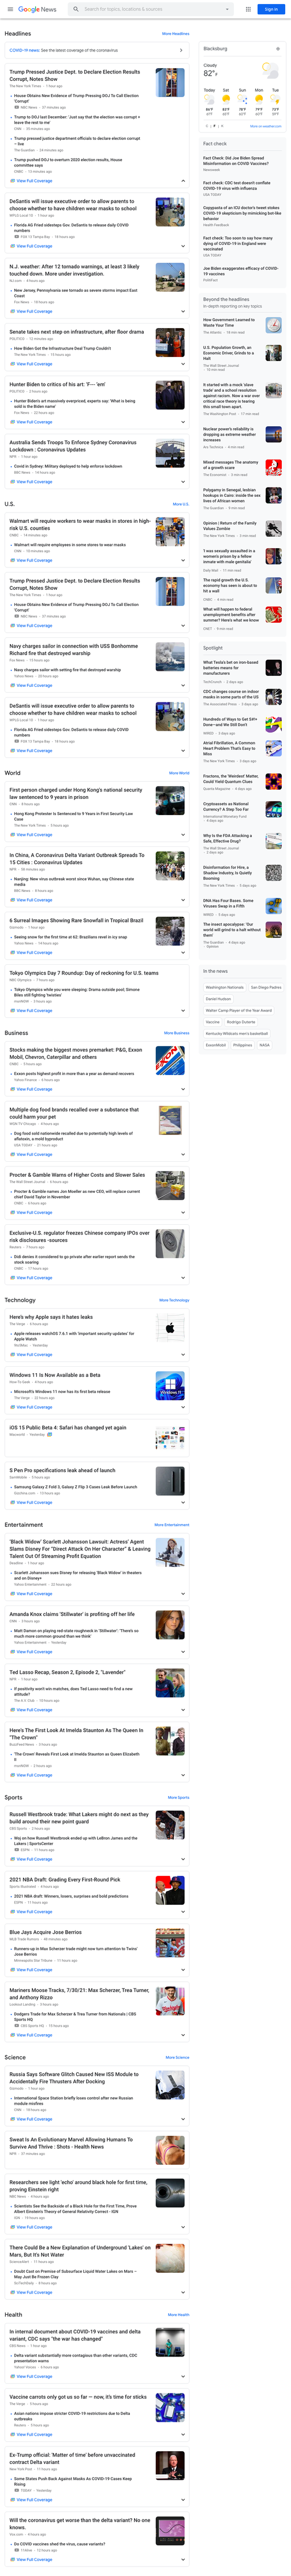 Google News
Search for topics, locations & sources
Sign in
Headlines
More Headlines
COVID-19 news: See the latest coverage of the coronavirus
Trump Pressed Justice Dept. to Declare Election Results
Corrupt, Notes Show
The New York Times · 1 hour ago
House Obtains New Evidence of Trump Pressing DOJ To Call Election
'Corrupt'
NBC News · 37 minutes ago
Trump to DOJ last December: 'Just say that the election was corrupt +
leave the rest to me'
CNN · 30 minutes ago
Trump pressed justice department officials to declare election corrupt
– live
The Guardian · 33 minutes ago
Trump pushed DOJ to overturn 2020 election results, House
committee says
CNBC · 13 minutes ago
View Full Coverage
DeSantis will issue executive order to allow parents to
choose whether to have children wear masks to school
WPLG Local 10 · 1 hour ago
Florida AG Fried sidesteps Gov. DeSantis to release daily COVID
numbers
FOX 13 Tampa Bay · 18 hours ago
View Full Coverage
N.J. weather: After 12 tornado warnings, at least 3 likely
touched down. More under investigation.
NJ.com · 4 hours ago
New Jersey, Pennsylvania see tornado as severe storms impact East
Coast
Fox News · 18 hours ago
View Full Coverage
Senate takes next step on infrastructure, after floor drama
POLITICO · 12 minutes ago
How Biden Got the Infrastructure Deal Trump Couldn't
The New York Times · 15 hours ago
View Full Coverage
Hunter Biden to critics of his art: 'F--- 'em'
POLITICO · 2 hours ago
Hunter Biden's art massively overpriced, experts say: 'What is being
sold is the Biden name'
Fox News · 20 hours ago
View Full Coverage
Australia Sends Troops To Enforce Sydney Coronavirus
Lockdown : Coronavirus Updates
NPR · 1 hour ago
Covid in Sydney: Military deployed to help enforce lockdown
BBC News · 14 hours ago
View Full Coverage
U.S.
More U.S.
Walmart will require workers to wear masks in stores in high-
risk U.S. counties
CNBC · 14 minutes ago
Walmart will require employees in some stores to wear masks
CNN · 10 minutes ago
View Full Coverage
Trump Pressed Justice Dept. to Declare Election Results
Corrupt, Notes Show
The New York Times · 1 hour ago
House Obtains New Evidence of Trump Pressing DOJ To Call Election
'Corrupt'
NBC News · 37 minutes ago
View Full Coverage
Navy charges sailor in connection with USS Bonhomme
Richard fire that destroyed warship
Fox News · 15 hours ago
Navy charges sailor with setting fire that destroyed warship
Yahoo News · 20 hours ago
View Full Coverage
DeSantis will issue executive order to allow parents to
choose whether to have children wear masks to school
WPLG Local 10 · 1 hour ago
Florida AG Fried sidesteps Gov. DeSantis to release daily COVID
numbers
FOX 13 Tampa Bay · 18 hours ago
View Full Coverage
World
More World
First person charged under Hong Kong's national security
law sentenced to 9 years in prison
CNN · 8 hours ago
Hong Kong Protester Is Sentenced to 9 Years in First Security Law
Case
The New York Times · 3 hours ago
View Full Coverage
In China, A Coronavirus Delta Variant Outbreak Spreads To
15 Cities : Coronavirus Updates
NPR · 58 minutes ago
Nanjing: New virus outbreak worst since Wuhan, say Chinese state
media
BBC News · 8 hours ago
View Full Coverage
6 Surreal Images Showing Rare Snowfall in Tropical Brazil
Gizmodo · 1 hour ago
Seeing snow for the first time at 62: Brazilians revel in icy snap
Yahoo News · 14 hours ago
View Full Coverage
Tokyo Olympics Day 7 Roundup: Day of reckoning for U.S. teams
NBC Olympics · 7 hours ago
Tokyo Olympics while you were sleeping: Drama outside pool; Simone
Biles still fighting 'twisties'
msnNOW · 3 hours ago
View Full Coverage
Business
More Business
Stocks making the biggest moves premarket: P&G, Exxon
Mobil, Chevron, Caterpillar and others
CNBC · 5 hours ago
Exxon posts highest profit in more than a year as demand recovers
Yahoo Finance · 5 hours ago
View Full Coverage
Multiple dog food brands recalled over a substance that
could harm your pet
WGN TV Chicago · 6 hours ago
Dog food sold nationwide recalled due to potentially high levels of
aflatoxin, a mold byproduct
USA TODAY · 21 hours ago
View Full Coverage
Procter & Gamble Warns of Higher Costs and Slower Sales
The Wall Street Journal · 6 hours ago
Procter & Gamble names Jon Moeller as new CEO, will replace current
chief David Taylor in November
CNBC · 6 hours ago
View Full Coverage
Exclusive-U.S. regulator freezes Chinese company IPOs over
risk disclosures -sources
Reuters · 7 hours ago
Didi denies it considered to go private after earlier report sends the
stock soaring
CNBC · 17 hours ago
View Full Coverage
Technology
More Technology
Here's why Apple says it hates leaks
The Verge · 5 hours ago
Apple releases watchOS 7.6.1 with 'important security updates' for
Apple Watch
9to5Mac · Yesterday
View Full Coverage
Windows 11 Is Now Available as a Beta
How-To Geek · 4 hours ago
Microsoft's Windows 11 now has its first beta release
The Verge · 22 hours ago
View Full Coverage
iOS 15 Public Beta 4: Safari has changed yet again
Macworld · Yesterday
S Pen Pro specifications leak ahead of launch
SamMobile · 9 hours ago
Samsung Galaxy Z Fold 3, Galaxy Z Flip 3 Cases Leak Before Launch
Gizchina.com · 13 hours ago
View Full Coverage
Entertainment
More Entertainment
'Black Widow' Scarlett Johansson Lawsuit: Actress' Agent
Slams Disney For "Direct Attack On Her Character" & Leaving
Talent Out Of Streaming Profit Equation
Deadline · 1 hour ago
Scarlett Johansson sues Disney for releasing 'Black Widow' in theaters
and on Disney+
Yahoo Entertainment · 22 hours ago
View Full Coverage
Amanda Knox claims 'Stillwater' is profiting off her life
CNN · 4 hours ago
Matt Damon on playing red-state roughneck in 'Stillwater': 'There's so
much more common ground than we think'
Yahoo Entertainment · Yesterday
View Full Coverage
Ted Lasso Recap, Season 2, Episode 2, "Lavender"
NPR · 1 hour ago
If positivity won't win matches, does Ted Lasso need to find a new
attitude?
The A.V. Club · 19 hours ago
View Full Coverage
Here's The First Look At Imelda Staunton As The Queen In
"The Crown"
BuzzFeed News · 3 hours ago
'The Crown' Reveals First Look at Imelda Staunton as Queen Elizabeth
II
msnNOW · 2 hours ago
View Full Coverage
Sports
More Sports
Russell Westbrook trade: What Lakers might do next as they
build around their new point guard
CBS Sports · 2 hours ago
Woj on how Russell Westbrook ended up with LeBron James and the
Lakers | SportsCenter
ESPN · 11 hours ago
View Full Coverage
2021 NBA Draft: Grading Every First-Round Pick
Sports Illustrated · 4 hours ago
2021 NBA draft: Winners, losers, surprises and bold predictions
ESPN · 11 hours ago
View Full Coverage
Blue Jays Acquire Jose Berrios
MLB Trade Rumors · 58 minutes ago
Runners-up in Max Scherzer trade might now turn attention to Twins'
Jose Berrios
Minneapolis Star Tribune · 11 hours ago
View Full Coverage
Mariners Moose Tracks, 7/30/21: Max Scherzer, Trea Turner,
and Anthony Rizzo
Lookout Landing · 3 hours ago
Dodgers Trade for Max Scherzer & Trea Turner from Nationals | CBS
Sports HQ
CBS Sports HQ · 13 hours ago
View Full Coverage
Science
More Science
Russia Says Software Glitch Caused New ISS Module to
Accidentally Fire Thrusters After Docking
Gizmodo · 1 hour ago
International Space Station briefly loses control after new Russian
module misfires
CNN · 18 hours ago
View Full Coverage
Sweat Is An Evolutionary Marvel Allowing Humans To
Survive And Thrive : Shots - Health News
NPR · 37 minutes ago
Researchers see light 'echo' around black hole for first time,
proving Einstein right
NBC News · 4 hours ago
Scientists See the Backside of a Black Hole for the First Time, Prove
Albert Einstein's Theory of General Relativity Correct - IGN
IGN · 19 hours ago
View Full Coverage
There Could Be a New Explanation of Underground 'Lakes' on
Mars, But It's Not Water
ScienceAlert · 11 hours ago
Doubt Cast on Premise of Subsurface Liquid Water Lakes on Mars –
May Just Be Frozen Clay
SciTechDaily · 8 hours ago
View Full Coverage
Health
More Health
In internal document about COVID-19 vaccines and delta
variant, CDC says "the war has changed"
CBS News · 1 hour ago
Delta variant substantially more contagious than other variants, CDC
presentation warns
Yahoo! Voices · 6 hours ago
View Full Coverage
Vaccine carrots only got us so far — now, it's time for sticks
The Verge · 3 hours ago
Asian nations impose stricter COVID-19 restrictions due to Delta
outbreaks
Reuters · 5 hours ago
View Full Coverage
Ex-Trump official: 'Matter of time' before unvaccinated
contract Delta variant
New York Post · 11 hours ago
Some States Push Back Against Masks As COVID-19 Cases Keep
Rising
TODAY · Yesterday
View Full Coverage
Will the coronavirus get worse than the delta variant? No one
knows.
Vox.com · 4 hours ago
Do COVID vaccines shed the virus, cause variants?
11Alive · 12 hours ago
View Full Coverage
Blacksburg
Cloudy
82°F
Today Sat Sun Mon Tue
More on weather.com
Fact check
Fact Check: Did Joe Biden Spread
Misinformation on COVID Vaccines?
Newsweek
Fact check: CDC test doesn't conflate
COVID-19 virus with influenza
USA TODAY
Copypasta of an ICU doctor's tweet stokes
COVID-19 skepticism by mimicking bot-like
behavior
Health Feedback
Fact check: Too soon to say how many
dying of COVID-19 in England were
vaccinated
USA TODAY
Joe Biden exaggerates efficacy of COVID-
19 vaccines
PolitiFact
Beyond the headlines
In-depth reporting on key topics
How Government Learned to
Waste Your Time
The Atlantic · 16 min read
U.S. Population Growth, an
Economic Driver, Grinds to a
Halt
The Wall Street Journal
· 15 min read
It started with a mock 'slave
trade' and a school resolution
against racism. Now a war over
critical race theory is tearing
this small town apart.
The Washington Post · 17 min read
Nuclear power's reliability is
dropping as extreme weather
increases
Ars Technica · 4 min read
Mixed messages The anatomy
of a growth scare
The Economist · 4 min read
Polygamy in Senegal, lesbian
hookups in Cairo: inside the sex
lives of African women
The Guardian · 9 min read
Opinion | Return of the Family
Values Zombie
The New York Times · 3 min read
'I was sexually assaulted in a
women's prison by a fellow
inmate with male genitalia'
Daily Mail · 11 min read
The rapid growth the U.S.
economy has seen is about to
hit a wall
CNBC · 4 min read
What will happen to federal
unemployment benefits after
summer? Here's what we know
CNET · 5 min read
Spotlight
What Tesla's bet on iron-based
batteries means for
manufacturers
TechCrunch · 2 days ago
CDC changes course on indoor
masks in some parts of the US
The Associated Press · 3 days ago
Hundreds of Ways to Get S#!+
Done—and We Still Don't
WIRED · 3 days ago
Atrial Fibrillation, A Common
Heart Problem That's Easy to
Miss
The New York Times · 3 days ago
Fractons, the 'Weirdest' Matter,
Could Yield Quantum Clues
Quanta Magazine · 4 days ago
Cryptoassets as National
Currency? A Step Too Far
International Monetary Fund
· 4 days ago
Why Is the FDA Attacking a
Safe, Effective Drug?
The Wall Street Journal
· 2 days ago
Disinformation for Hire, a
Shadow Industry, Is Quietly
Booming
The New York Times · 5 days ago
DNA Has Four Bases. Some
Viruses Swap in a Fifth
WIRED · 5 days ago
The insect apocalypse: 'Our
world will grind to a halt without
them'
The Guardian · 5 days ago
· Opinion
In the news
Washington Nationals
San Diego Padres
Daniel Hudson
Walter Camp Player of the Year Award
Vaccine
Rodrigo Duterte
Kentucky Wildcats men's basketball
ExxonMobil
Philippines
NASA